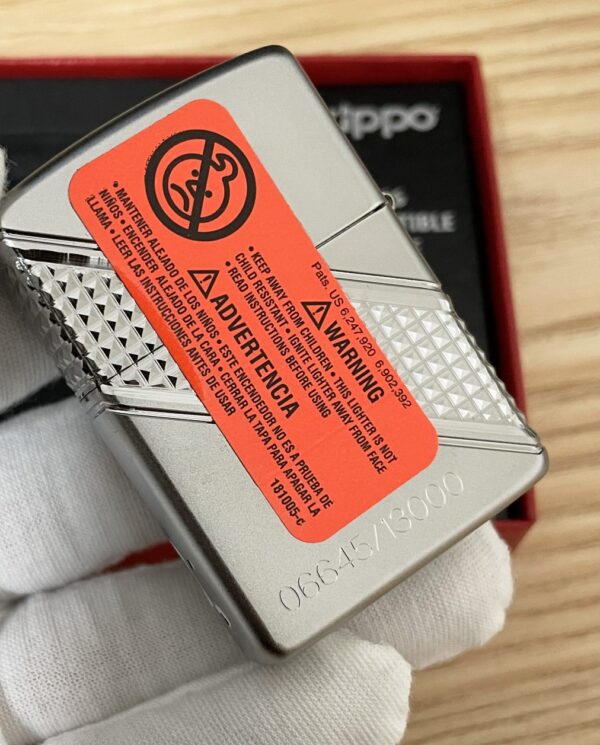 ippo
Pats. US 6,247,920 6,902,392
WARNING
• KEEP AWAY FROM CHILDREN • THIS LIGHTER IS NOT
CHILD RESISTANT • IGNITE LIGHTER AWAY FROM FACE
• READ INSTRUCTIONS BEFORE USING
ADVERTENCIA
• MANTENER ALEJADO DE LOS NIÑOS • ESTE ENCENDEDOR NO ES A PRUEBA DE
NIÑOS • ENCENDER ALEJADO DE LA CARA • CERRAR LA TAPA PARA APAGAR LA
LLAMA • LEER LAS INSTRUCCIONES ANTES DE USAR
181005-c
06645/13000